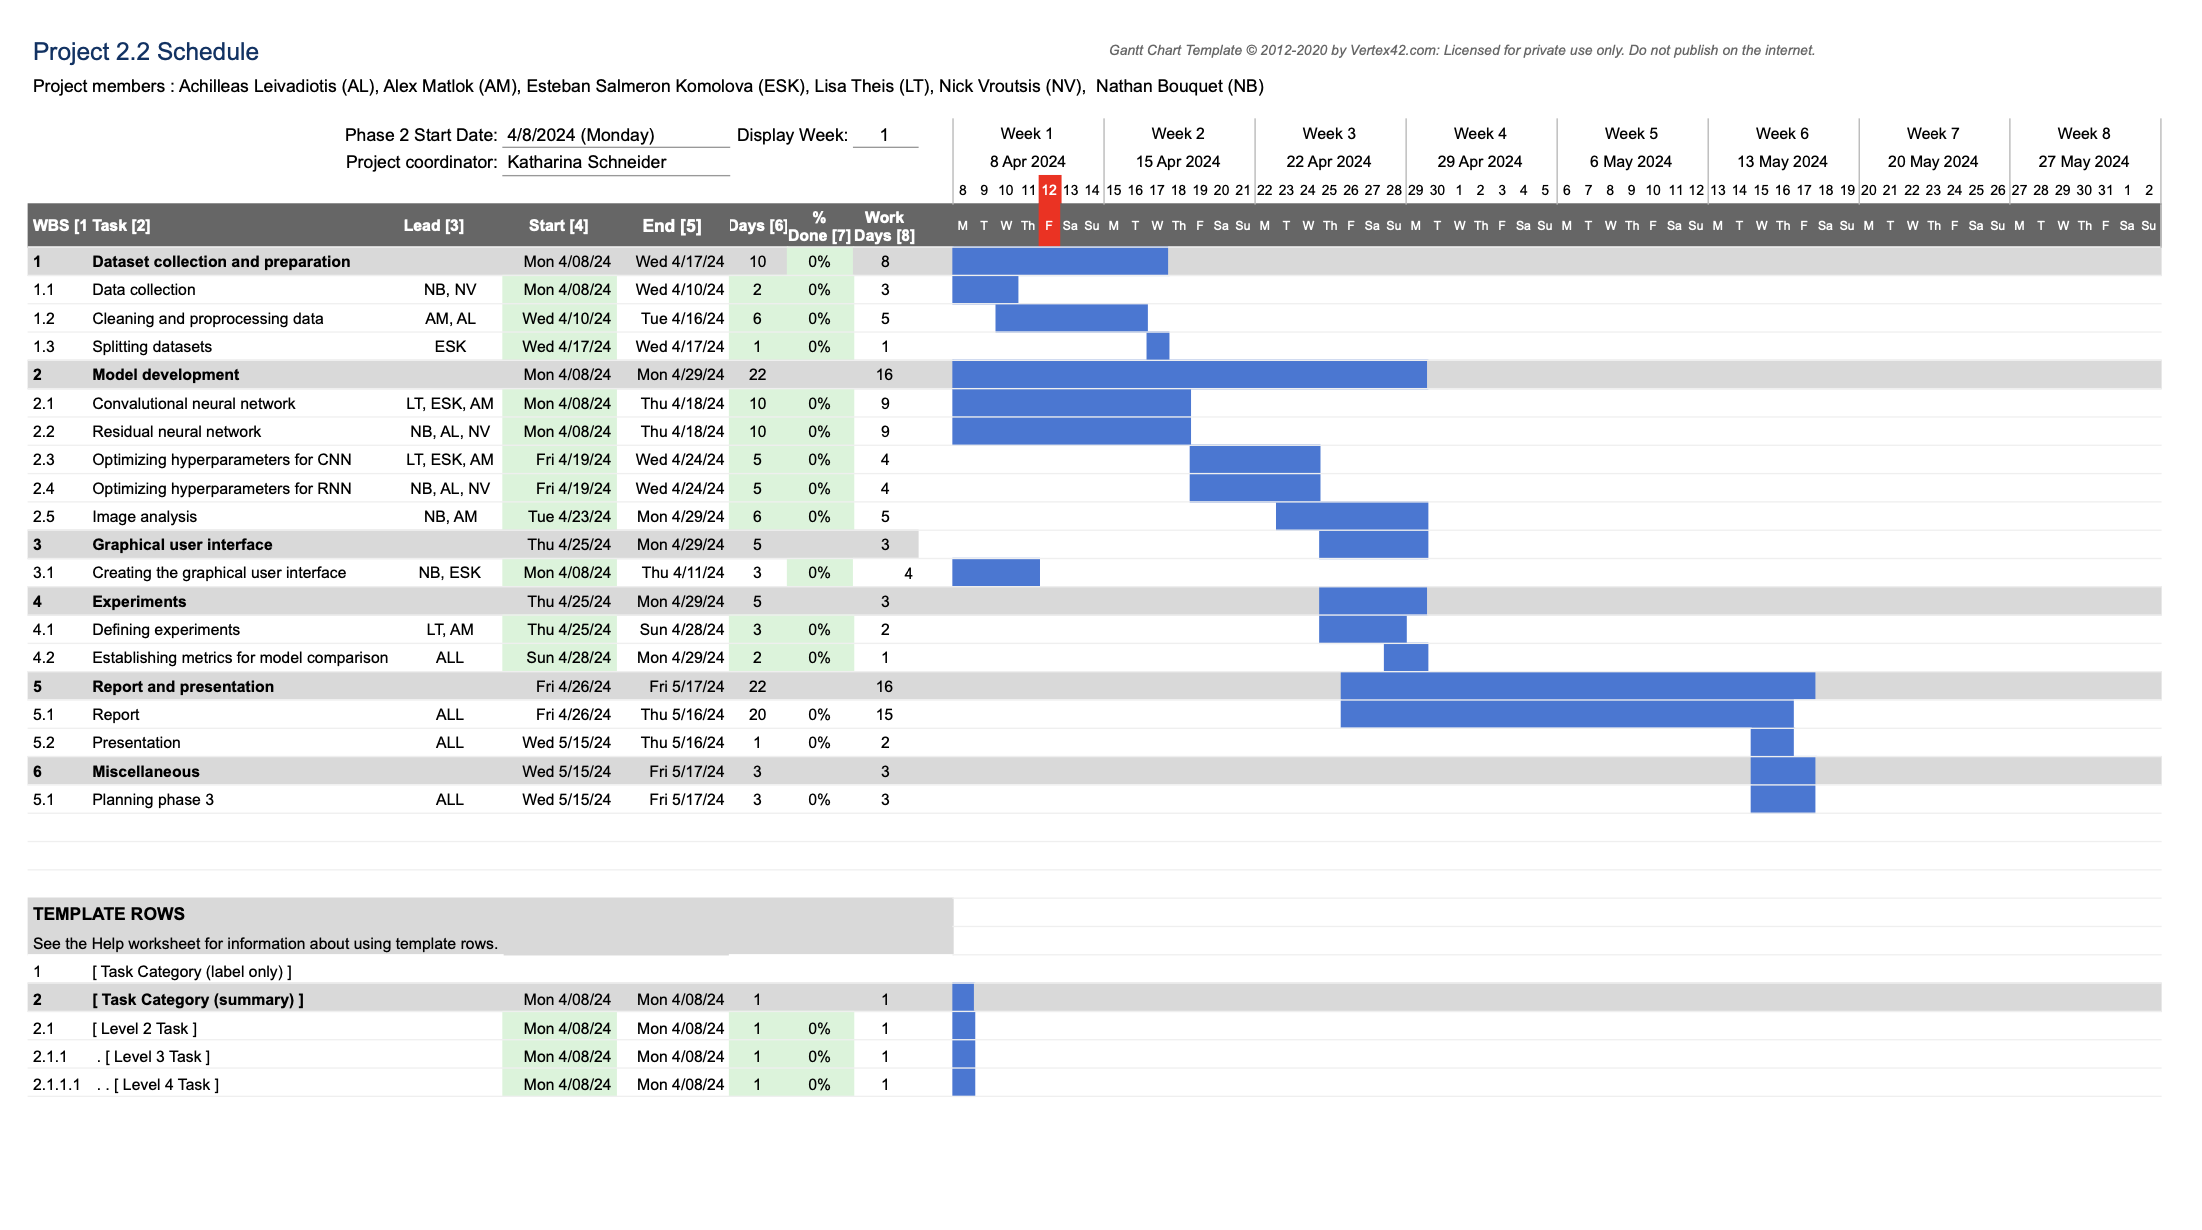 Project 2.2 Schedule
Gantt Chart Template © 2012-2020 by Vertex42.com: Licensed for private use only. Do not publish on the internet.
Project members : Achilleas Leivadiotis (AL), Alex Matlok (AM), Esteban Salmeron Komolova (ESK), Lisa Theis (LT), Nick Vroutsis (NV), Nathan Bouquet (NB)
Phase 2 Start Date: 4/8/2024 (Monday) Display Week: 1 Week 1 Week 2 Week 3 Week 4 Week 5 Week 6 Week 7 Week 8
Project coordinator: Katharina Schneider 8 Apr 2024 15 Apr 2024 22 Apr 2024 29 Apr 2024 6 May 2024 13 May 2024 20 May 2024 27 May 2024
8 9 10 11 12 13 14 15 16 17 18 19 20 21 22 23 24 25 26 27 28 29 30 1 2 3 4 5 6 7 8 9 10 11 12 13 14 15 16 17 18 19 20 21 22 23 24 25 26 27 28 29 30 31 1 2
WBS [1 Task [2] Lead [3] Start [4] End [5] Days [6] % Done [7] Work Days [8] M T W Th F Sa Su M T W Th F Sa Su M T W Th F Sa Su M T W Th F Sa Su M T W Th F Sa Su M T W Th F Sa Su M T W Th F Sa Su M T W Th F Sa Su
1 Dataset collection and preparation Mon 4/08/24 Wed 4/17/24 10 0% 8
1.1 Data collection NB, NV Mon 4/08/24 Wed 4/10/24 2 0% 3
1.2 Cleaning and proprocessing data AM, AL Wed 4/10/24 Tue 4/16/24 6 0% 5
1.3 Splitting datasets ESK Wed 4/17/24 Wed 4/17/24 1 0% 1
2 Model development Mon 4/08/24 Mon 4/29/24 22 16
2.1 Convalutional neural network LT, ESK, AM Mon 4/08/24 Thu 4/18/24 10 0% 9
2.2 Residual neural network NB, AL, NV Mon 4/08/24 Thu 4/18/24 10 0% 9
2.3 Optimizing hyperparameters for CNN LT, ESK, AM Fri 4/19/24 Wed 4/24/24 5 0% 4
2.4 Optimizing hyperparameters for RNN NB, AL, NV Fri 4/19/24 Wed 4/24/24 5 0% 4
2.5 Image analysis NB, AM Tue 4/23/24 Mon 4/29/24 6 0% 5
3 Graphical user interface Thu 4/25/24 Mon 4/29/24 5 3
3.1 Creating the graphical user interface NB, ESK Mon 4/08/24 Thu 4/11/24 3 0% 4
4 Experiments Thu 4/25/24 Mon 4/29/24 5 3
4.1 Defining experiments LT, AM Thu 4/25/24 Sun 4/28/24 3 0% 2
4.2 Establishing metrics for model comparison ALL Sun 4/28/24 Mon 4/29/24 2 0% 1
5 Report and presentation Fri 4/26/24 Fri 5/17/24 22 16
5.1 Report ALL Fri 4/26/24 Thu 5/16/24 20 0% 15
5.2 Presentation ALL Wed 5/15/24 Thu 5/16/24 1 0% 2
6 Miscellaneous Wed 5/15/24 Fri 5/17/24 3 3
5.1 Planning phase 3 ALL Wed 5/15/24 Fri 5/17/24 3 0% 3
TEMPLATE ROWS
See the Help worksheet for information about using template rows.
1 [ Task Category (label only) ]
2 [ Task Category (summary) ] Mon 4/08/24 Mon 4/08/24 1 1
2.1 [ Level 2 Task ] Mon 4/08/24 Mon 4/08/24 1 0% 1
2.1.1 . [ Level 3 Task ] Mon 4/08/24 Mon 4/08/24 1 0% 1
2.1.1.1 . . [ Level 4 Task ] Mon 4/08/24 Mon 4/08/24 1 0% 1